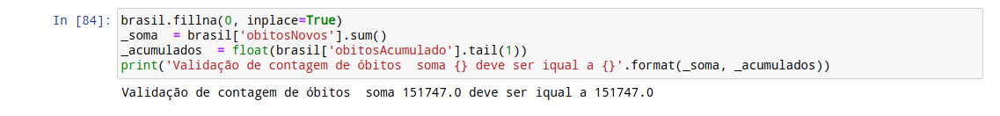 In [84]: brasil.fillna(0, inplace=True)
_soma  = brasil['obitosNovos'].sum()
_acumulados  = float(brasil['obitosAcumulado'].tail(1))
print('Validação de contagem de óbitos  soma {} deve ser iqual a {}'.format(_soma, _acumulados))
Validação de contagem de óbitos  soma 151747.0 deve ser iqual a 151747.0